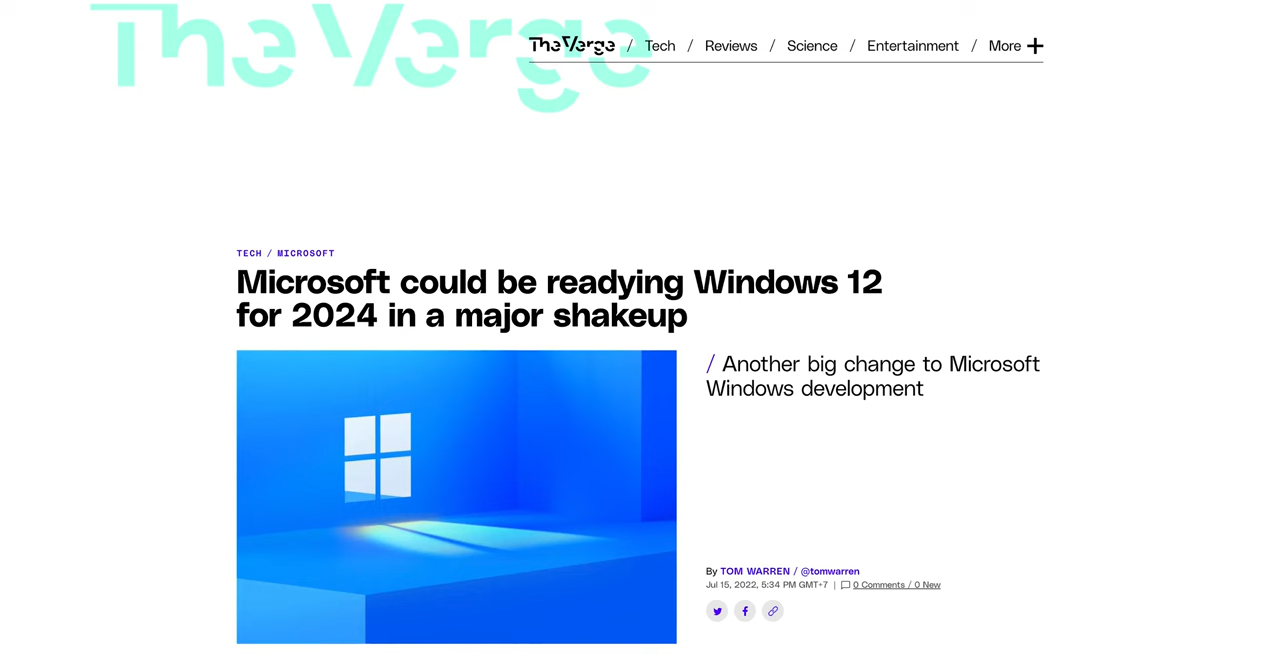 The Verge
The Verge / Tech / Reviews / Science / Entertainment / More +
TECH / MICROSOFT
Microsoft could be readying Windows 12
for 2024 in a major shakeup
/ Another big change to Microsoft
Windows development
By TOM WARREN / @tomwarren
Jul 15, 2022, 5:34 PM GMT+7 | 0 Comments / 0 New